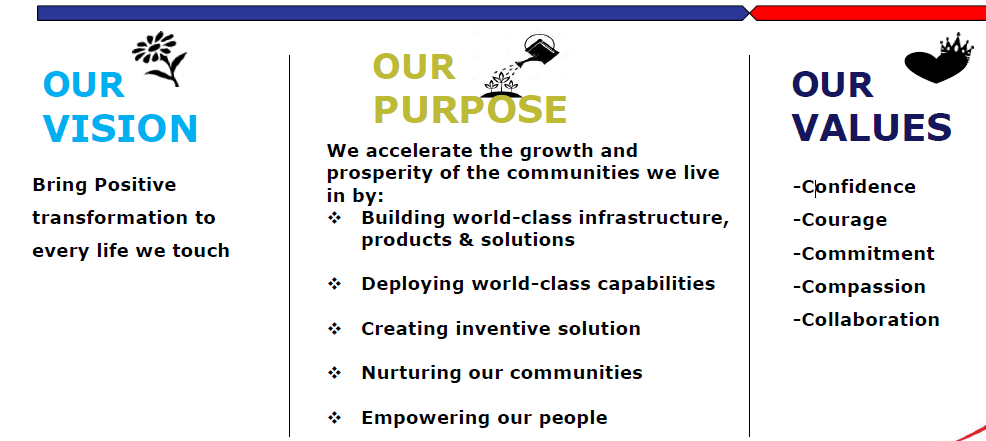 OUR
VISION
Bring Positive
transformation to
every life we touch
OUR
PURPOSE
We accelerate the growth and
prosperity of the communities we live
in by:
❖ Building world-class infrastructure,
products & solutions
❖ Deploying world-class capabilities
❖ Creating inventive solution
❖ Nurturing our communities
❖ Empowering our people
OUR
VALUES
-Confidence
-Courage
-Commitment
-Compassion
-Collaboration